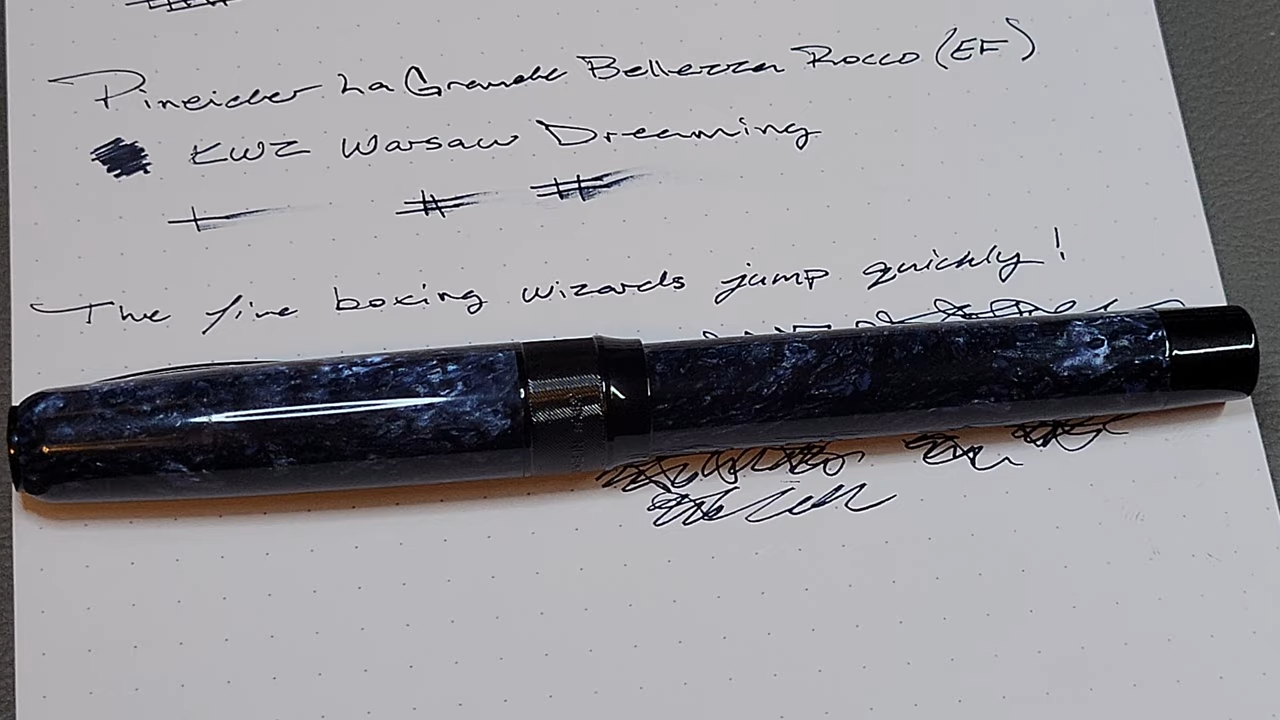 Pineider La Grande Bellezza Rocco (EF)
KWZ Warsaw Dreaming
The five boxing wizards jump quickly!